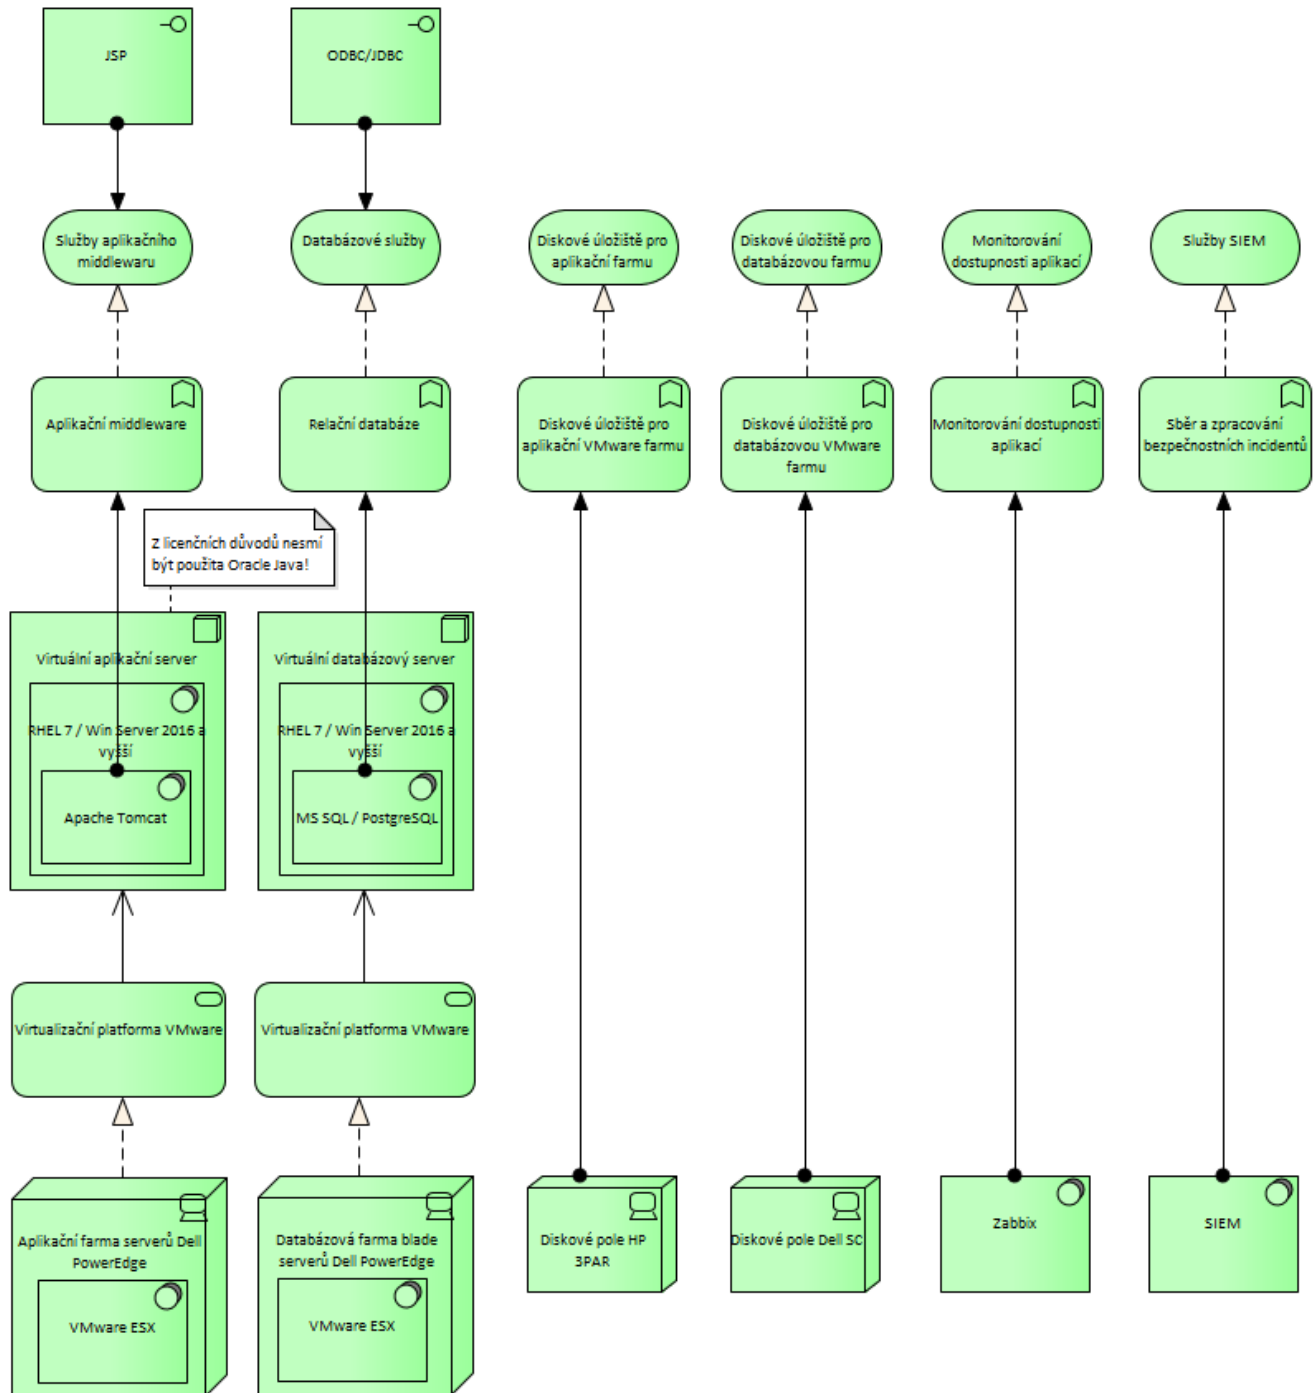 JSP
ODBC/JDBC
Služby aplikačního
middlewaru
Databázové služby
Diskové úložiště pro
aplikační farmu
Diskové úložiště pro
databázovou farmu
Monitorování
dostupnosti aplikací
Služby SIEM
Aplikační middleware
Relační databáze
Diskové úložiště pro
aplikační VMware farmu
Diskové úložiště pro
databázovou VMware
farmu
Monitorování dostupnosti
aplikací
Sběr a zpracování
bezpečnostních incidentů
Z licenčních důvodů nesmí
být použita Oracle Java!
Virtuální aplikační server
RHEL 7 / Win Server 2016 a
vyšší
Apache Tomcat
Virtuální databázový server
RHEL 7 / Win Server 2016 a
vyšší
MS SQL / PostgreSQL
Virtualizační platforma VMware
Virtualizační platforma VMware
Aplikační farma serverů Dell
PowerEdge
VMware ESX
Databázová farma blade
serverů Dell PowerEdge
VMware ESX
Diskové pole HP
3PAR
Diskové pole Dell SC
Zabbix
SIEM